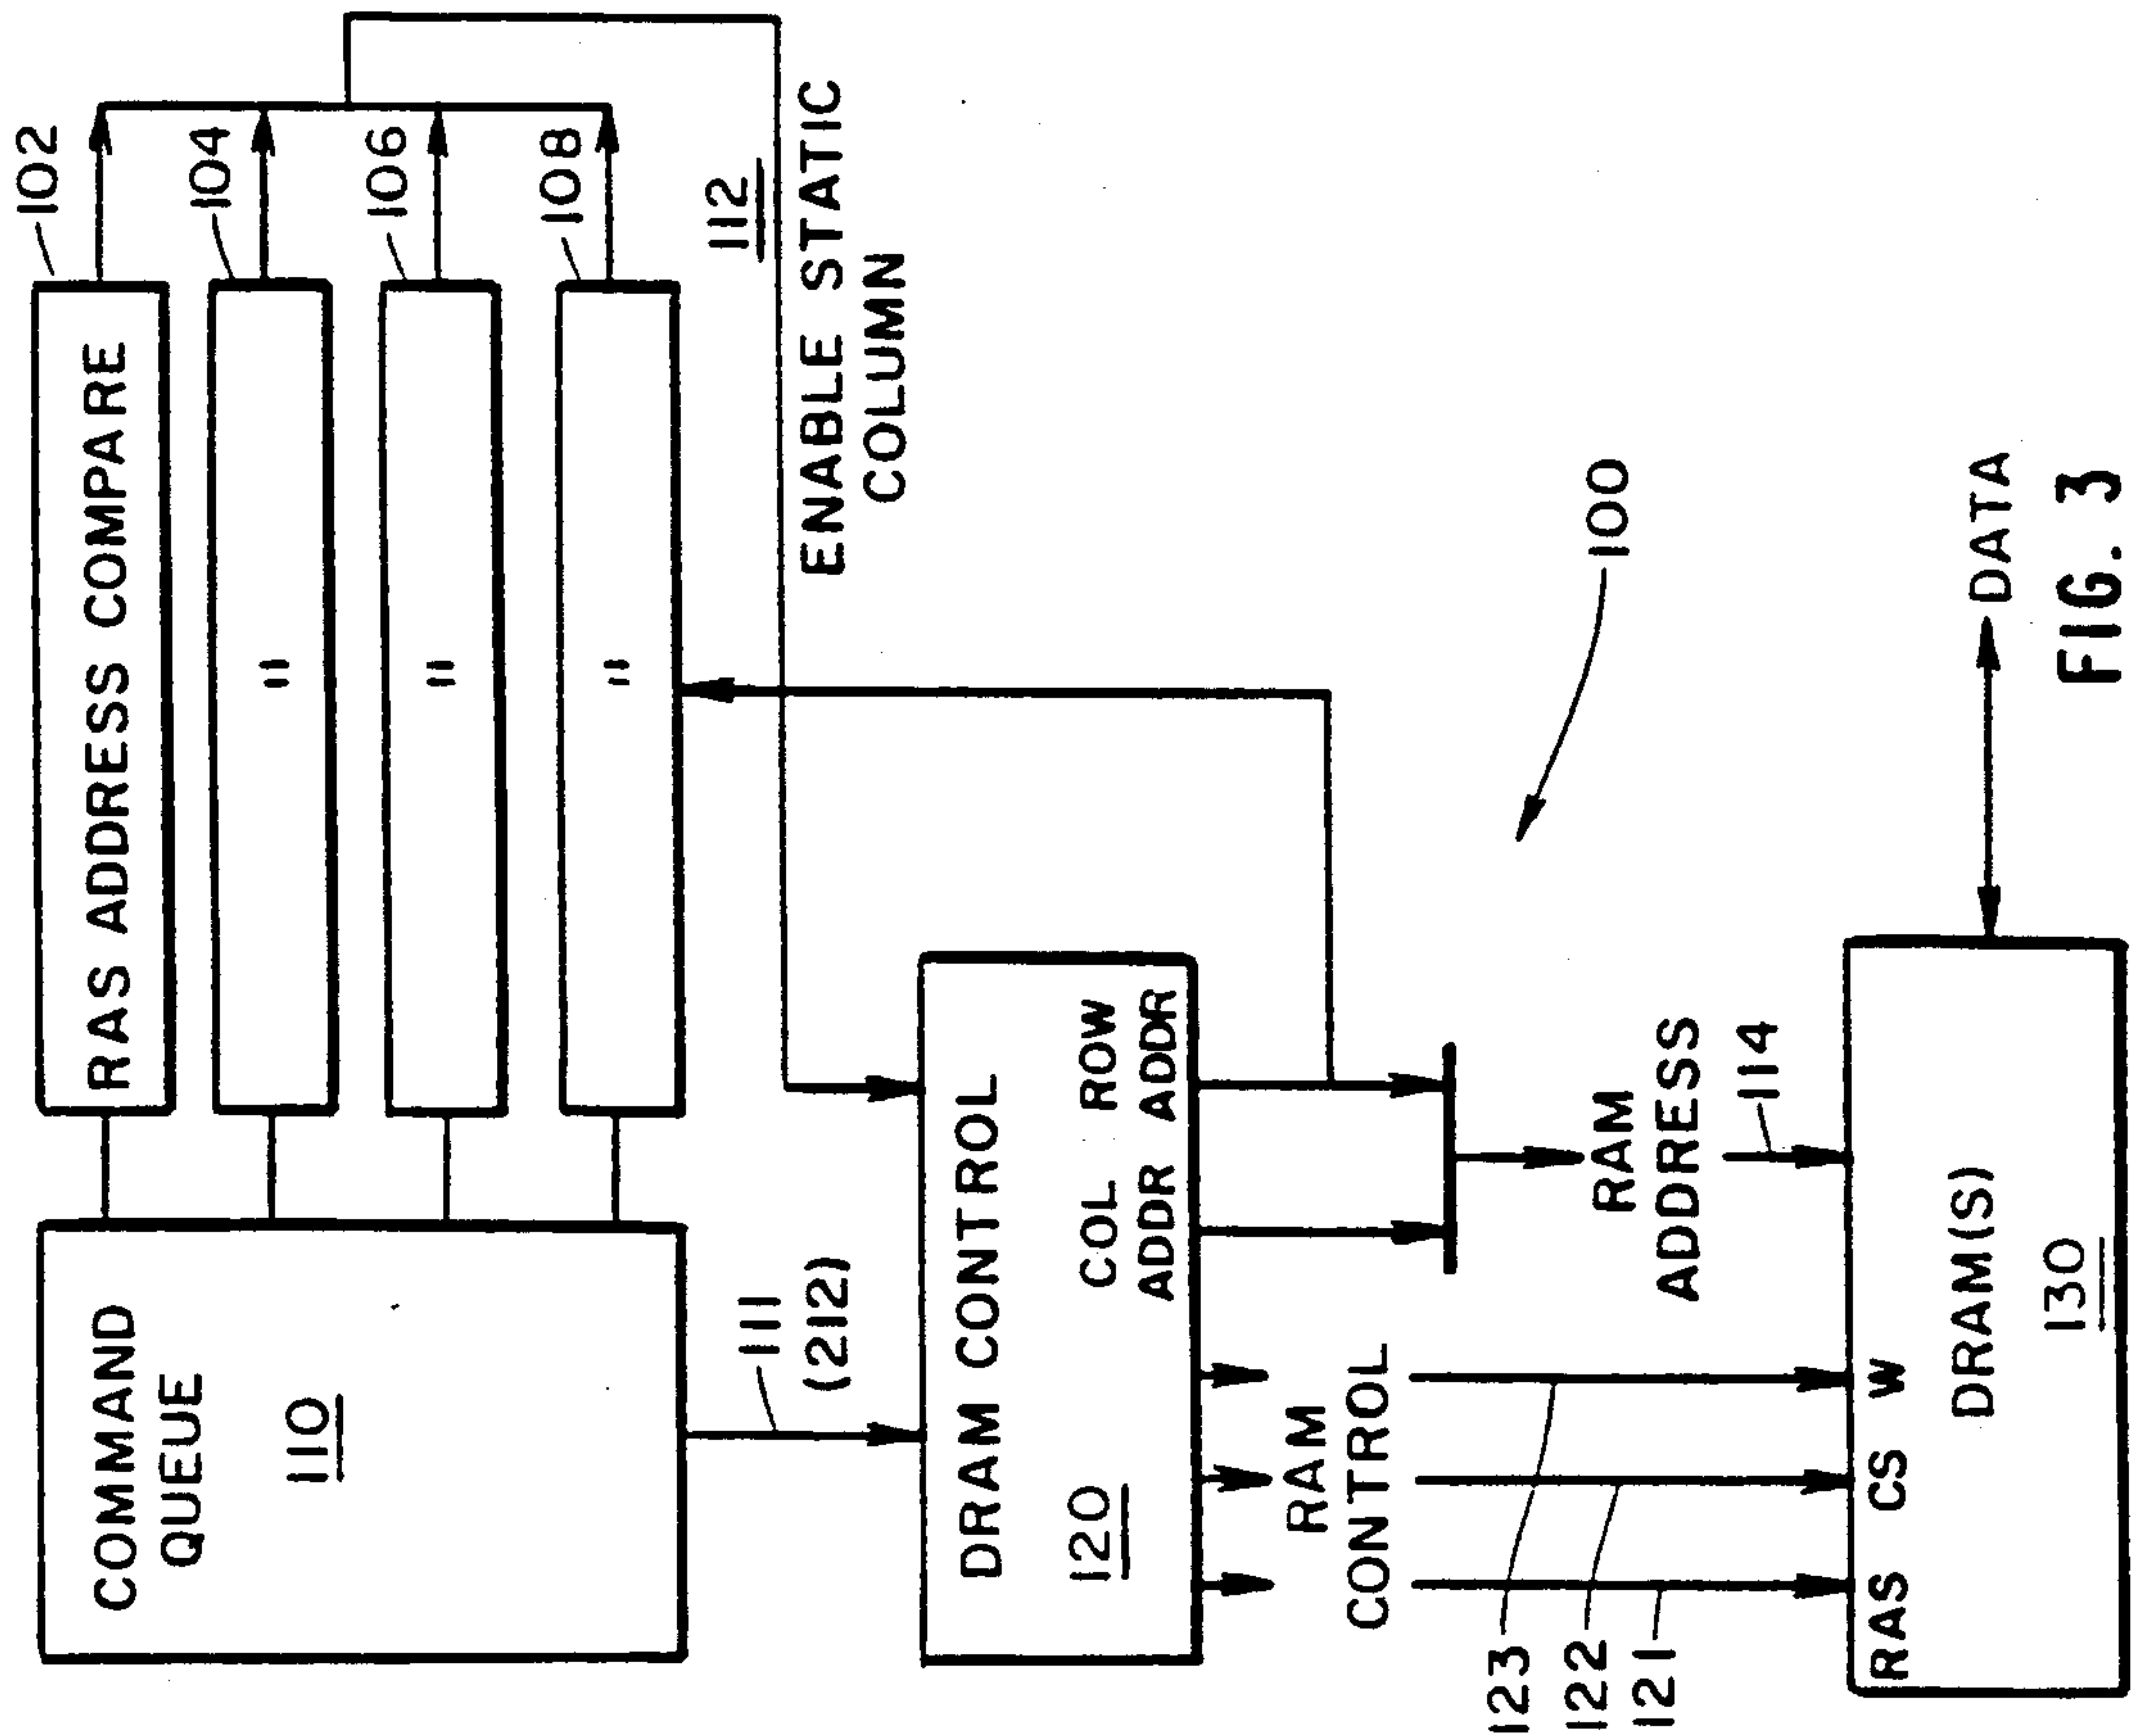 COMMAND
QUEUE
110
RAS ADDRESS COMPARE
"
"
"
102
104
106
108
112
ENABLE STATIC
COLUMN
111
(212)
DRAM CONTROL
120
COL ROW
ADDR ADDR
RAM
CONTROL
RAM
ADDRESS
114
100
123
122
121
RAS CS W
DRAM(S)
130
DATA
FIG. 3